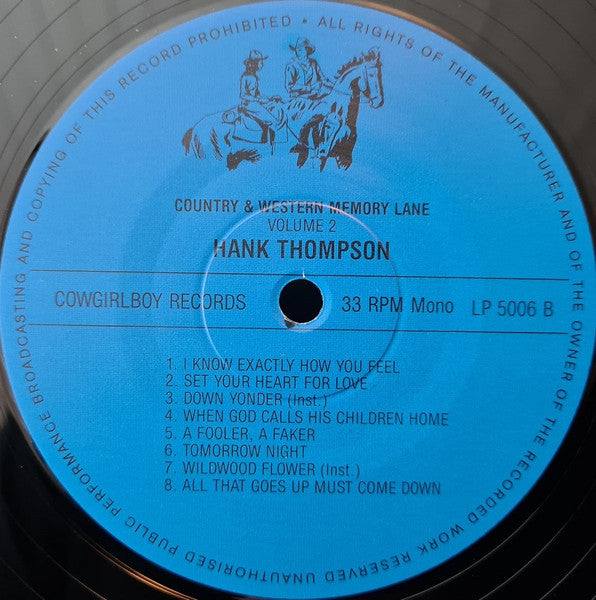 ALL RIGHTS OF THE MANUFACTURER AND OF THE OWNER OF THE RECORDED WORK RESERVED UNAUTHORISED PUBLIC PERFORMANCE BROADCASTING AND COPYING OF THIS RECORD PROHIBITED •
COUNTRY & WESTERN MEMORY LANE
VOLUME 2
HANK THOMPSON
COWGIRLBOY RECORDS 33 RPM Mono LP 5006 B
1. I KNOW EXACTLY HOW YOU FEEL
2. SET YOUR HEART FOR LOVE
3. DOWN YONDER (Inst.)
4. WHEN GOD CALLS HIS CHILDREN HOME
5. A FOOLER, A FAKER
6. TOMORROW NIGHT
7. WILDWOOD FLOWER (Inst.)
8. ALL THAT GOES UP MUST COME DOWN